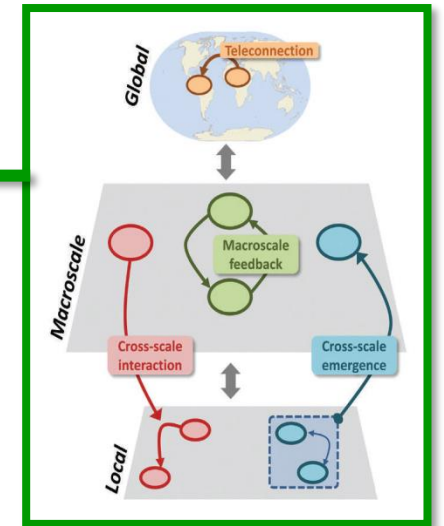 Global
Teleconnection
Macroscale
Macroscale
feedback
Cross-scale
interaction
Cross-scale
emergence
Local